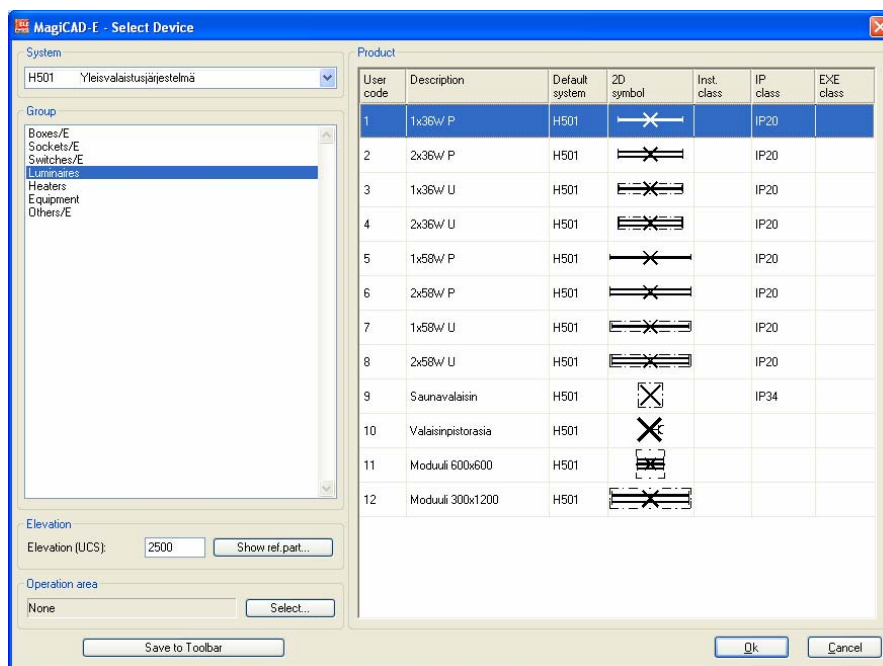 MagiCAD-E - Select Device
System
H501 Yleisvalaistusjärjestelmä
Group
Boxes/E
Sockets/E
Switches/E
Luminaires
Heaters
Equipment
Others/E
Elevation
Elevation (UCS): 2500 Show ref.part...
Operation area
None Select...
Save to Toolbar
Product
User code Description Default system 2D symbol Inst. class IP class EXE class
1 1x36W P H501 IP20
2 2x36W P H501 IP20
3 1x36W U H501 IP20
4 2x36W U H501 IP20
5 1x58W P H501 IP20
6 2x58W P H501 IP20
7 1x58W U H501 IP20
8 2x58W U H501 IP20
9 Saunavalaisin H501 IP34
10 Valaisinpistorasia H501
11 Moduuli 600x600 H501
12 Moduuli 300x1200 H501
Ok Cancel